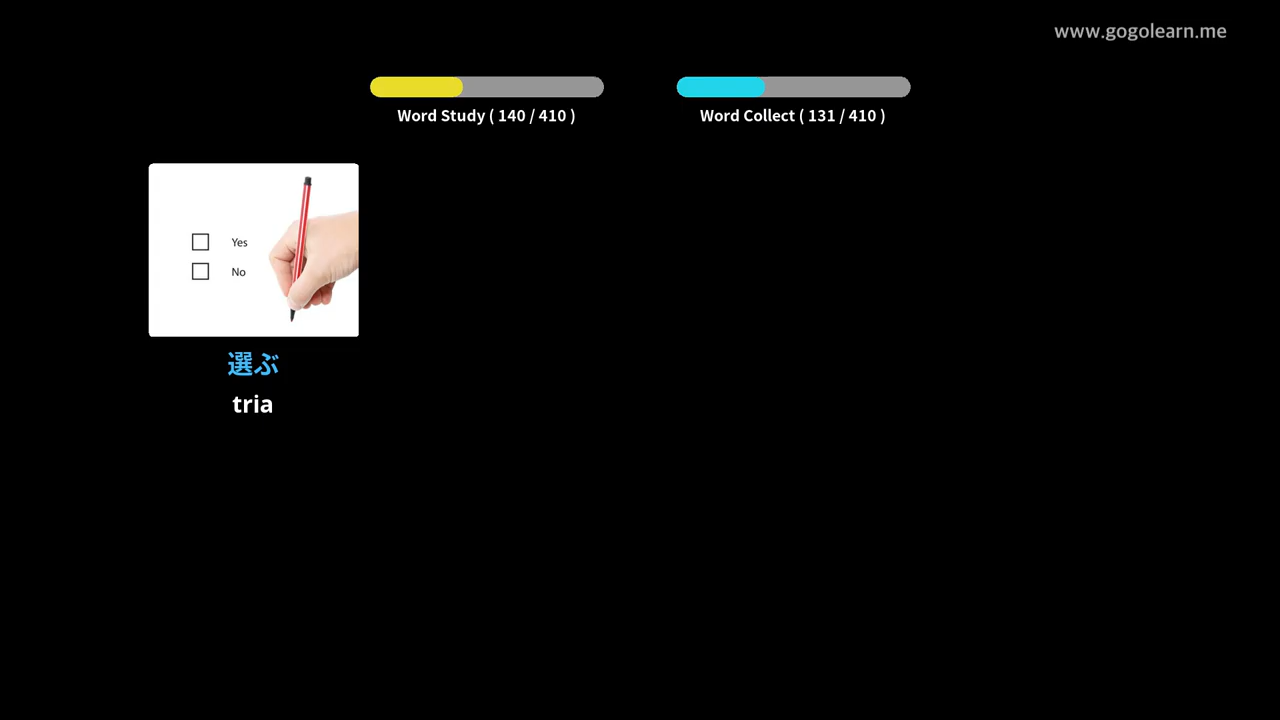 www.gogolearn.me
Word Study ( 140 / 410 )
Word Collect ( 131 / 410 )
Yes
No
選ぶ
tria